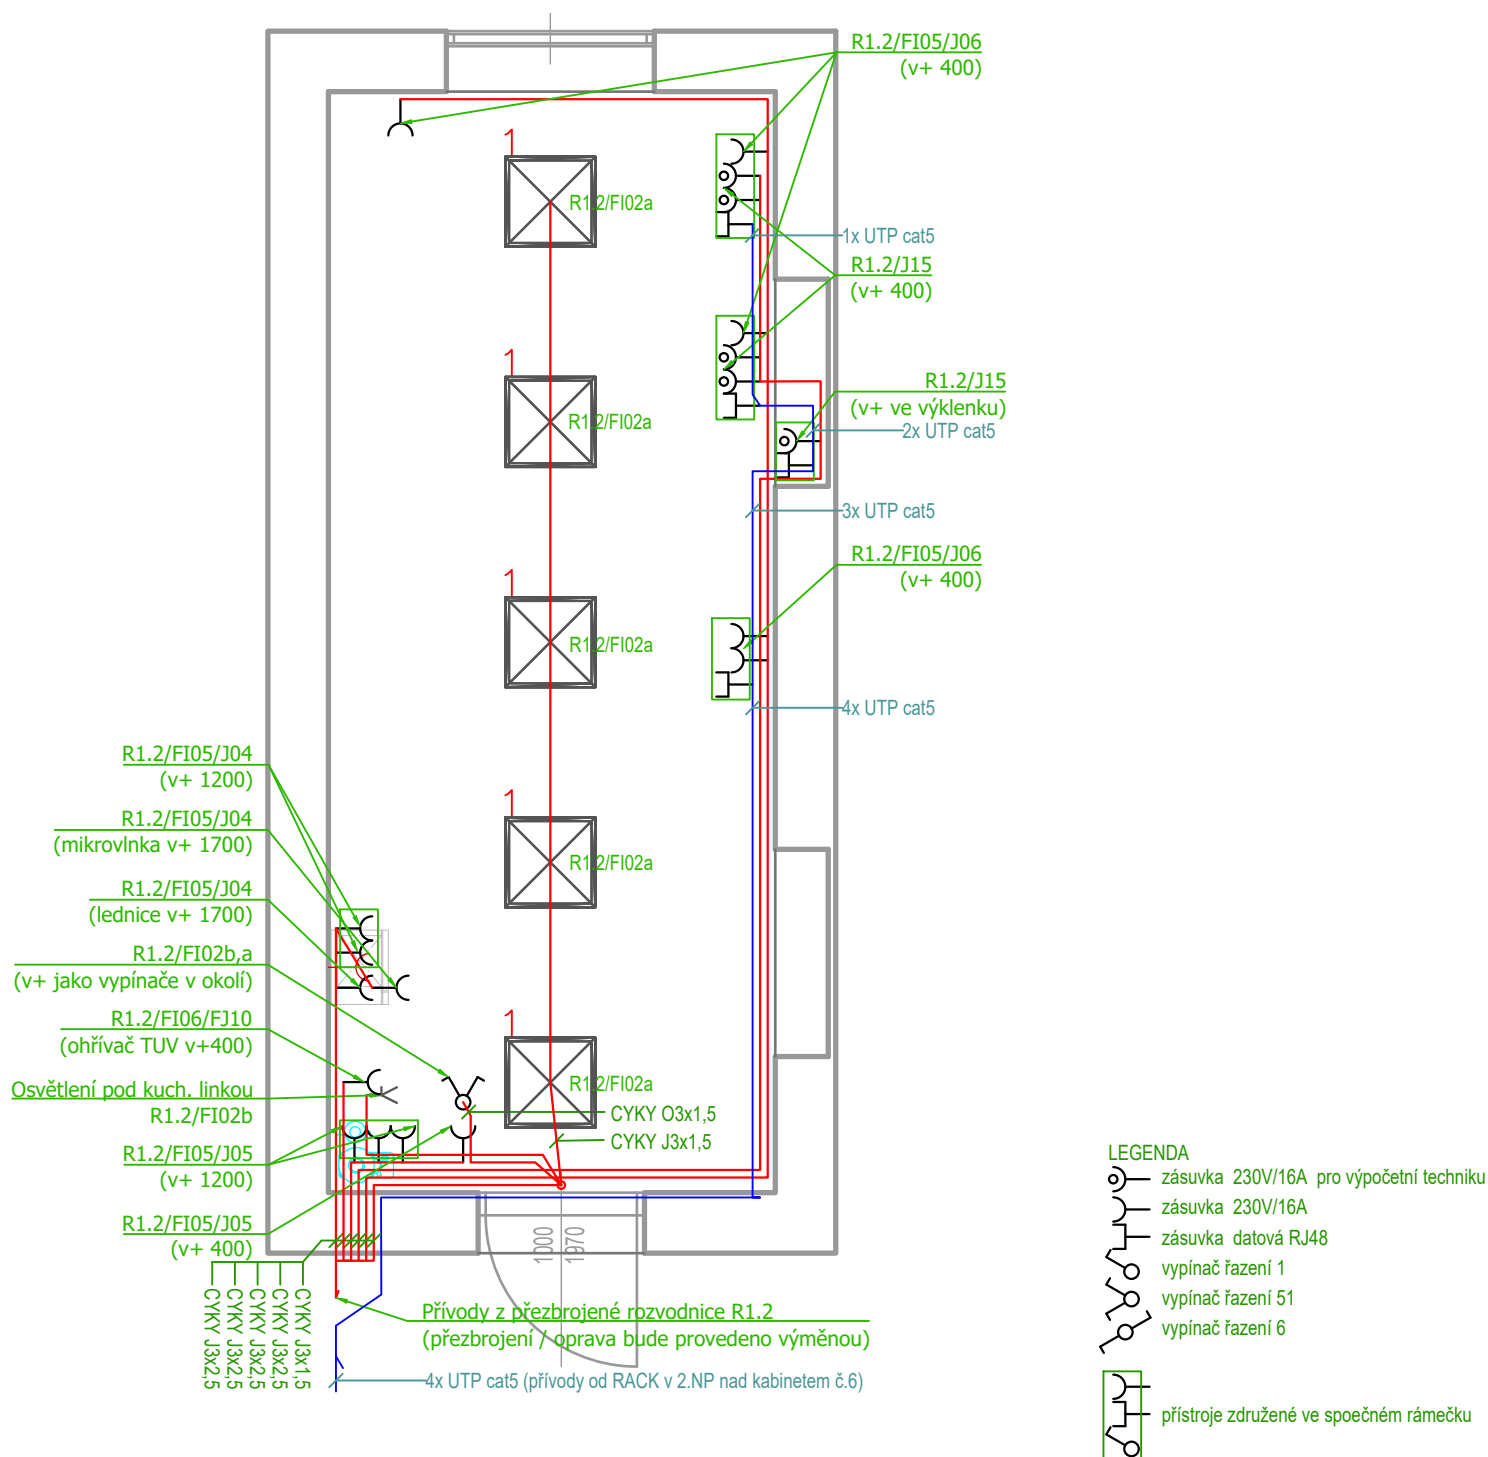 R1.2/FI05/J06
(v+ 400)
1
R1.2/FI02a
1x UTP cat5
R1.2/J15
(v+ 400)
1
R1.2/FI02a
R1.2/J15
(v+ ve výklenku)
2x UTP cat5
3x UTP cat5
R1.2/FI05/J06
(v+ 400)
1
R1.2/FI02a
4x UTP cat5
R1.2/FI05/J04
(v+ 1200)
R1.2/FI05/J04
(mikrovlnka v+ 1700)
1
R1.2/FI02a
R1.2/FI05/J04
(lednice v+ 1700)
R1.2/FI02b,a
(v+ jako vypínače v okolí)
R1.2/FI06/FJ10
(ohřívač TUV v+400)
1
R1.2/FI02a
Osvětlení pod kuch. linkou
R1.2/FI02b
CYKY O3x1,5
CYKY J3x1,5
R1.2/FI05/J05
(v+ 1200)
R1.2/FI05/J05
(v+ 400)
1000
1970
CYKY J3x2,5
CYKY J3x2,5
CYKY J3x2,5
CYKY J3x2,5
CYKY J3x1,5
Přívody z přezbrojené rozvodnice R1.2
(přezbrojení / oprava bude provedeno výměnou)
4x UTP cat5 (přívody od RACK v 2.NP nad kabinetem č.6)
LEGENDA
zásuvka 230V/16A pro výpočetní techniku
zásuvka 230V/16A
zásuvka datová RJ48
vypínač řazení 1
vypínač řazení 51
vypínač řazení 6
přístroje združené ve spoečném rámečku